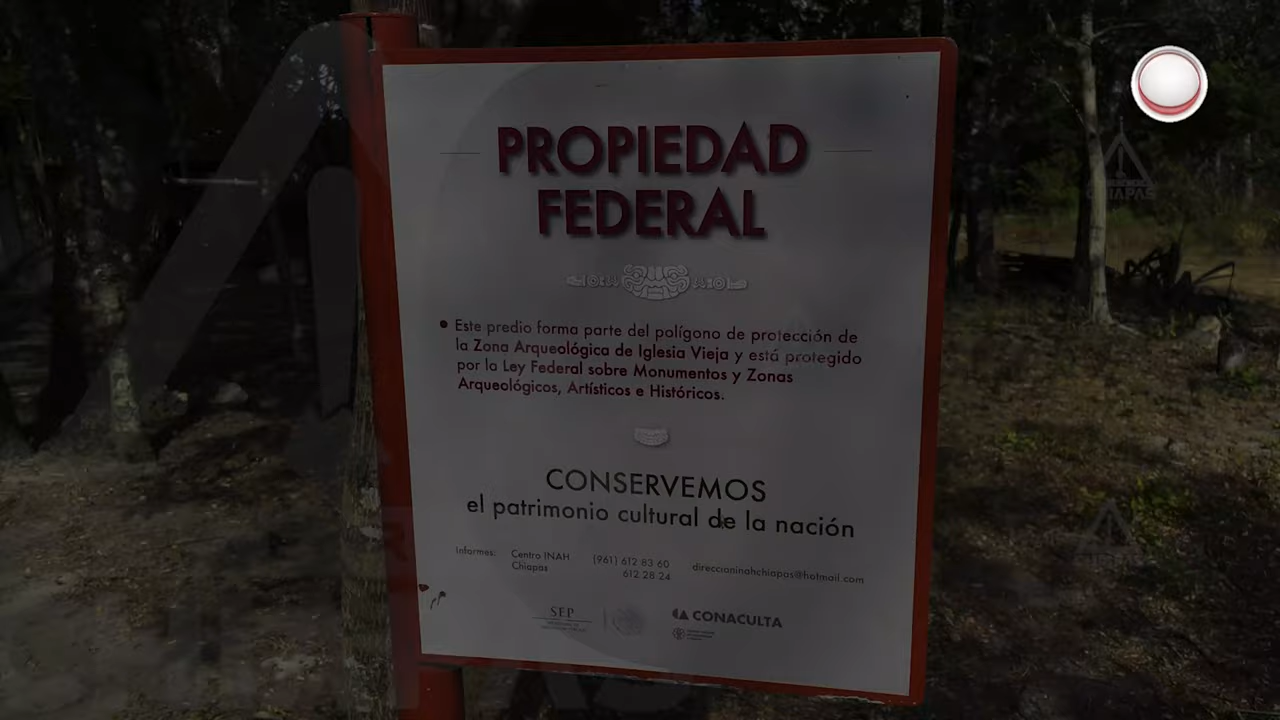 PROPIEDAD
FEDERAL
Este predio forma parte del polígono de protección de
la Zona Arqueológica de Iglesia Vieja y está protegido
por la Ley Federal sobre Monumentos y Zonas
Arqueológicos, Artísticos e Históricos.
CONSERVEMOS
el patrimonio cultural de la nación
Informes: Centro INAH (961) 612 83 60 direccioninahchiapas@hotmail.com
Chiapas 612 28 24
SEP
CONACULTA
CHIAPAS